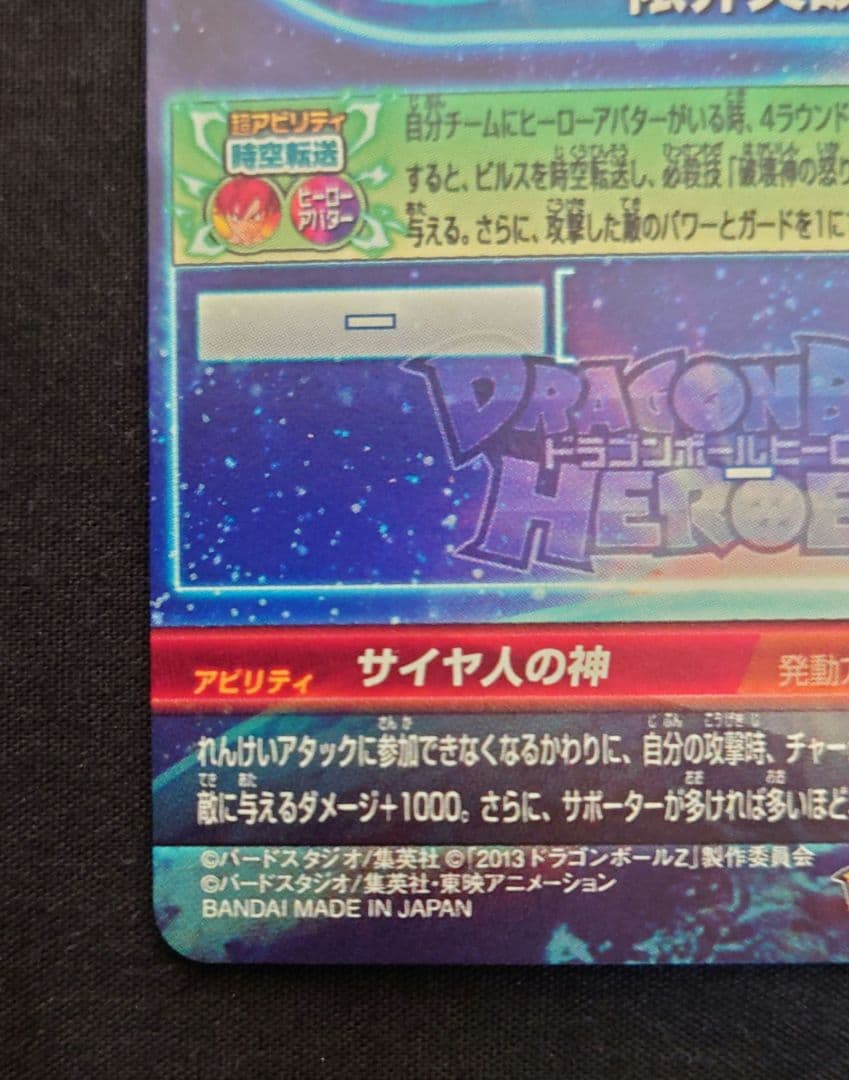 限界突破
超アビリティ
時空転送
ヒーロー
アバター
自分チームにヒーローアバターがいる時、4ラウンド
すると、ビルスを時空転送し、必殺技「破壊神の怒り
与える。さらに、攻撃した敵のパワーとガードを1に
ー
DRAGON B
ドラゴンボールヒーロ
HEROE
アビリティ サイヤ人の神 発動
れんけいアタックに参加できなくなるかわりに、自分の攻撃時、チャー
敵に与えるダメージ+1000。さらに、サポーターが多ければ多いほど
©バードスタジオ/集英社 ©「2013 ドラゴンボールZ」製作委員会
©バードスタジオ/集英社・東映アニメーション
BANDAI MADE IN JAPAN